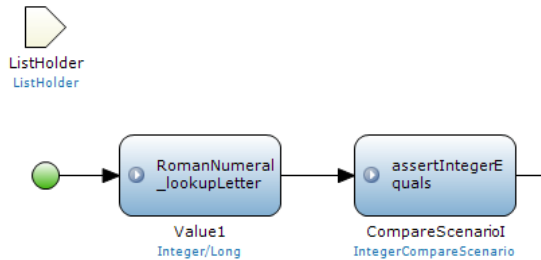 ListHolder
ListHolder
RomanNumeral
_lookupLetter
Value1
Integer/Long
assertIntegerE
quals
CompareScenarioI
IntegerCompareScenario